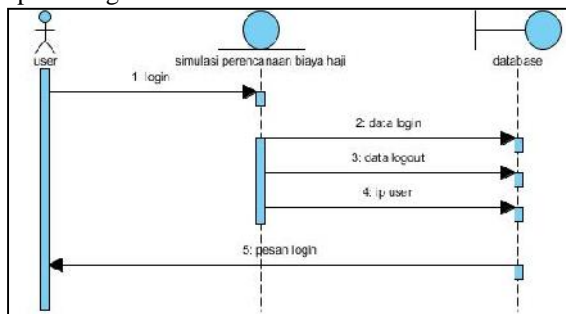 user
simulasi perencanaan biaya haji
database
1: login
2: data login
3: data logout
4: ip user
5: pesan login